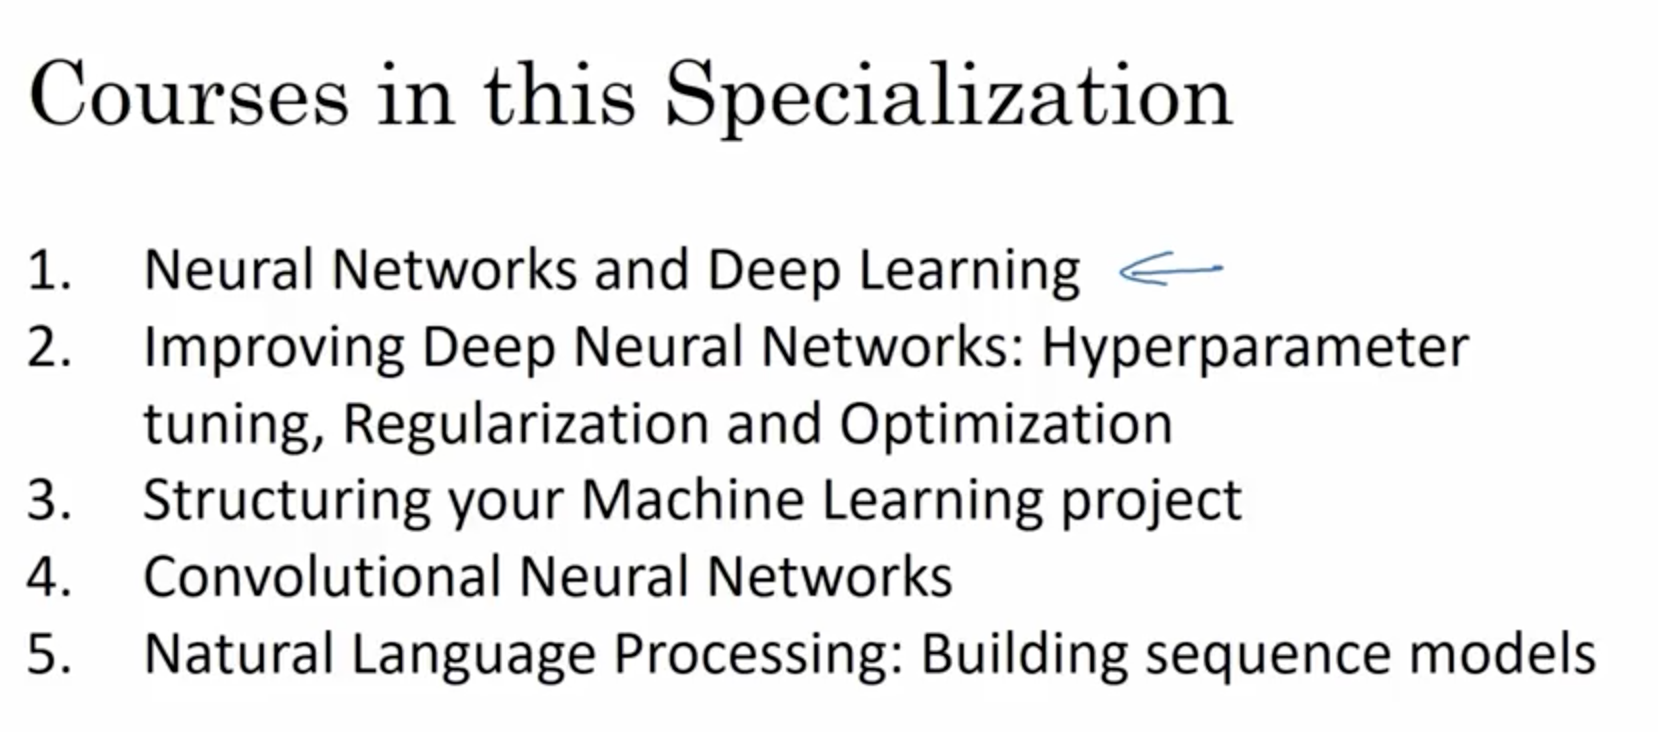 Courses in this Specialization
1. Neural Networks and Deep Learning
2. Improving Deep Neural Networks: Hyperparameter
tuning, Regularization and Optimization
3. Structuring your Machine Learning project
4. Convolutional Neural Networks
5. Natural Language Processing: Building sequence models